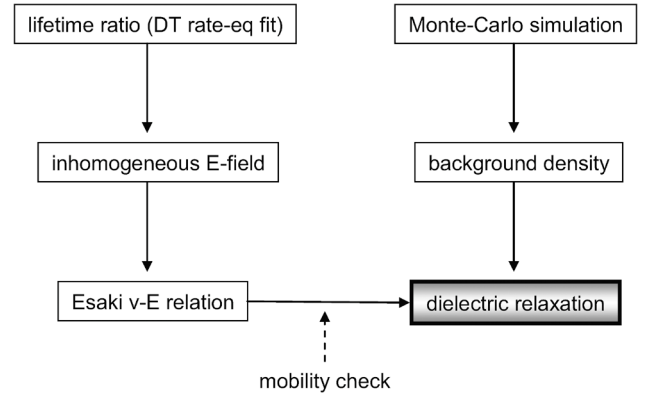 lifetime ratio (DT rate-eq fit)
Monte-Carlo simulation
inhomogeneous E-field
background density
Esaki v-E relation
dielectric relaxation
mobility check